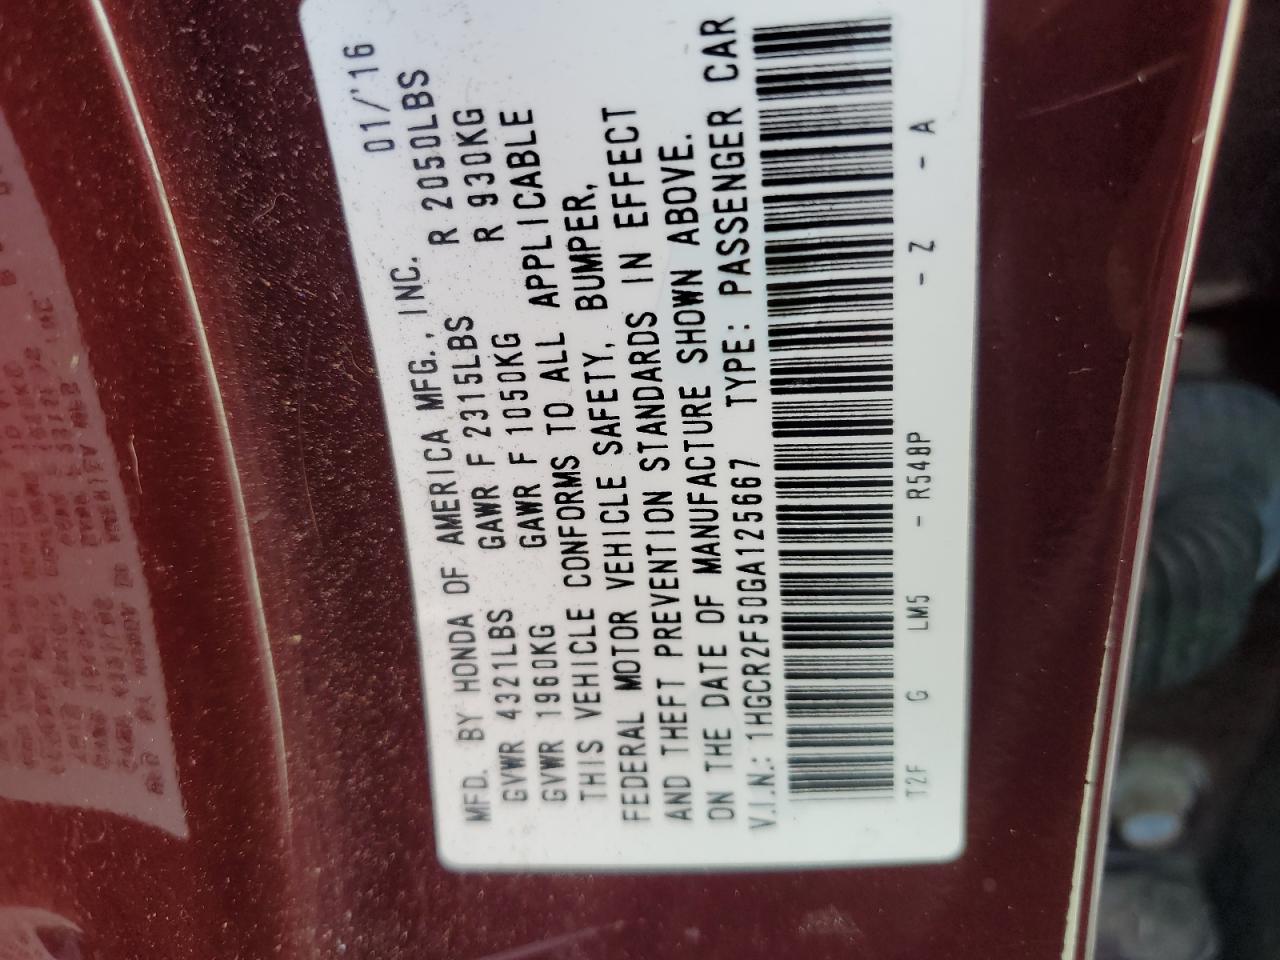 01/'16
MFD. BY HONDA OF AMERICA MFG., INC.
GVWR 4321LBS GAWR F 2315LBS R 2050LBS
GVWR 1960KG GAWR F 1050KG R 930KG
THIS VEHICLE CONFORMS TO ALL APPLICABLE
FEDERAL MOTOR VEHICLE SAFETY, BUMPER,
AND THEFT PREVENTION STANDARDS IN EFFECT
ON THE DATE OF MANUFACTURE SHOWN ABOVE.
V.I.N.: 1HGCR2F50GA125667 TYPE: PASSENGER CAR
T2F G LM5 - R548P - Z - A